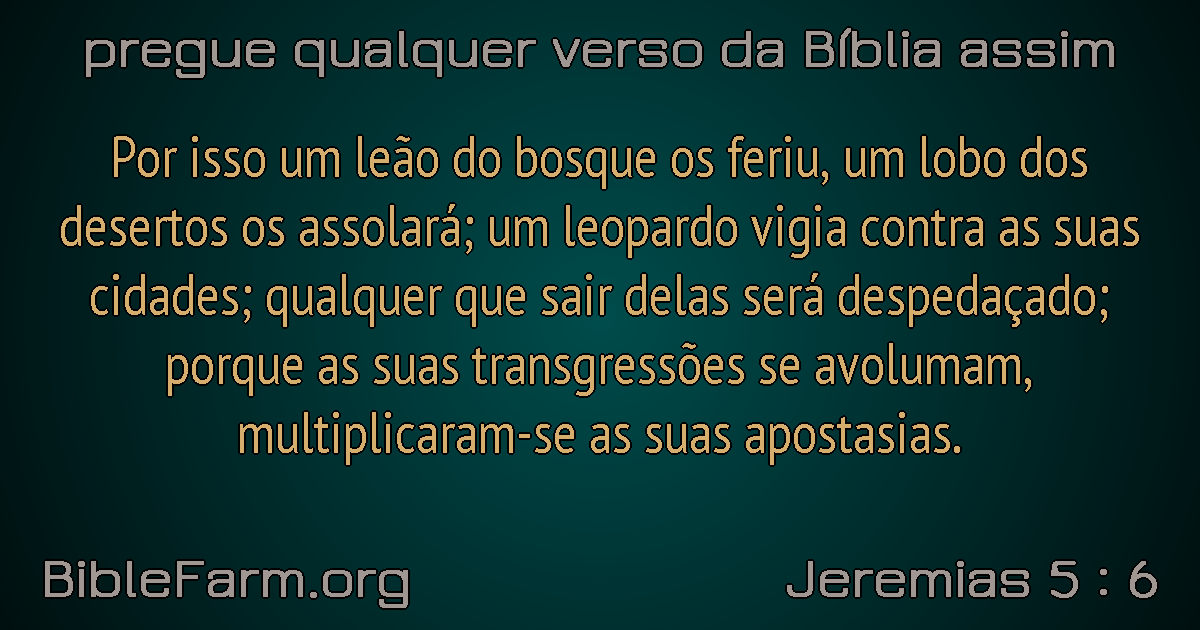 pregue qualquer verso da Bíblia assim
Por isso um leão do bosque os feriu, um lobo dos
desertos os assolará; um leopardo vigia contra as suas
cidades; qualquer que sair delas será despedaçado;
porque as suas transgressões se avolumam,
multiplicaram-se as suas apostasias.
BibleFarm.org
Jeremias 5 : 6